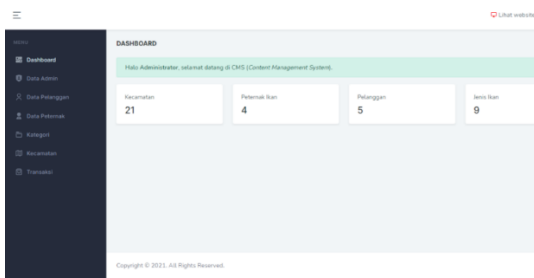 Lihat website
MENU
Dashboard
Data Admin
Data Pelanggan
Data Peternak
Kategori
Kecamatan
Transaksi
DASHBOARD
Halo Administrator, selamat datang di CMS (Content Management System).
Kecamatan
21
Peternak Ikan
4
Pelanggan
5
Jenis Ikan
9
Copyright © 2021. All Rights Reserved.